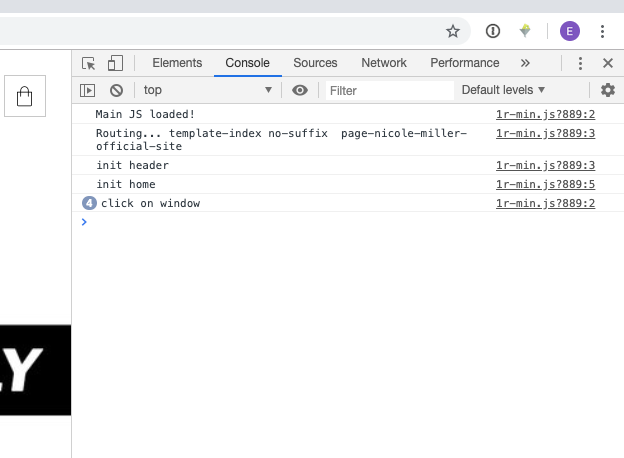 E
Elements Console Sources Network Performance »
top Filter Default levels
Main JS loaded! 1r-min.js?889:2
Routing... template-index no-suffix page-nicole-miller- 1r-min.js?889:3
official-site
init header 1r-min.js?889:3
init home 1r-min.js?889:5
4 click on window 1r-min.js?889:2
>
LY